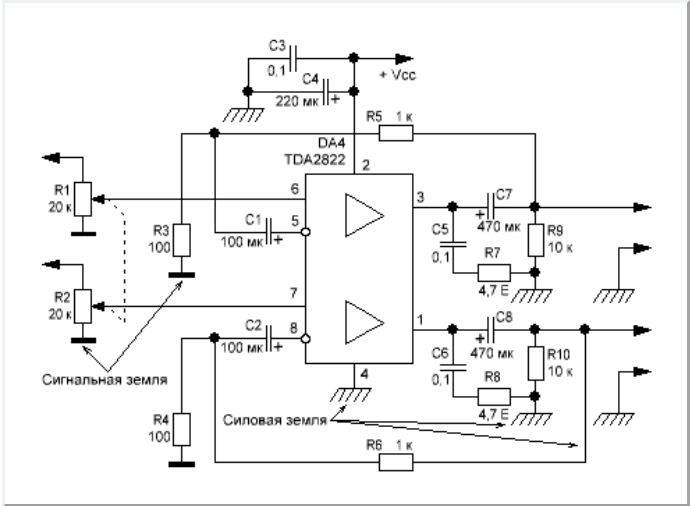 C3
0,1
C4
220 мк
+
+ Vcc
R5 1 к
DA4
TDA2822
2
R1
20 к
6
3
C7
+
470 мк
R3
100
C1
100 мк
+
5
C5
0,1
R7
4,7 E
R9
10 к
R2
20 к
7
C2
100 мк
+
8
1
C8
+
470 мк
C6
0,1
R8
4,7 E
R10
10 к
4
Сигнальная земля
Силовая земля
R4
100
R6 1 к